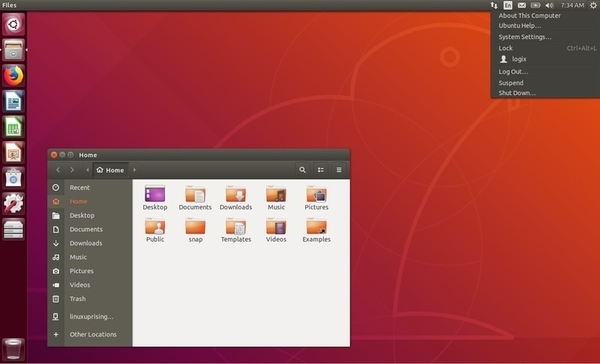 Files
En
7:34 AM
About This Computer
Ubuntu Help...
System Settings...
Lock Ctrl+Alt+L
logix
Log Out...
Suspend
Shut Down...
Home
Home
Recent
Home
Desktop
Documents
Downloads
Music
Pictures
Videos
Trash
linuxuprising...
Other Locations
Desktop Documents Downloads Music Pictures
Public snap Templates Videos Examples